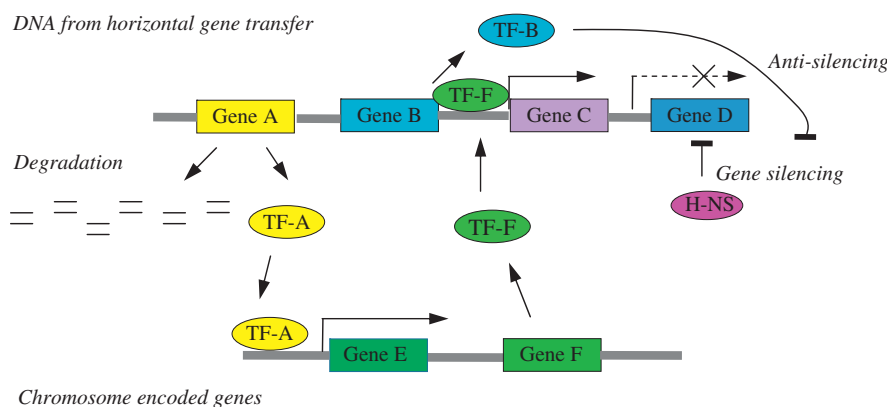 DNA from horizontal gene transfer
TF-B
Anti-silencing
TF-F
Gene A
Gene B
Gene C
Gene D
Degradation
Gene silencing
TF-A
TF-F
H-NS
TF-A
Gene E
Gene F
Chromosome encoded genes